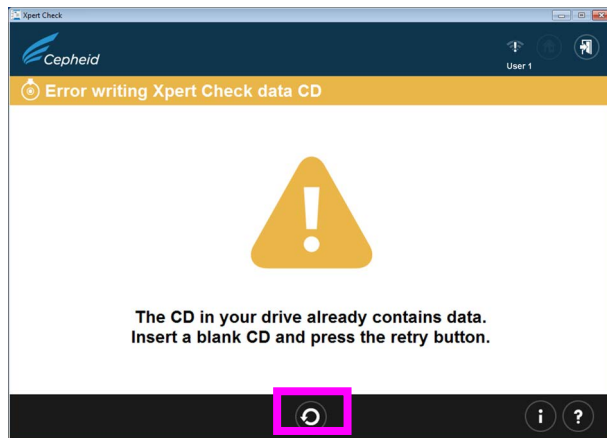 Xpert Check
Cepheid
User 1
Error writing Xpert Check data CD
!
The CD in your drive already contains data.
Insert a blank CD and press the retry button.
i
?